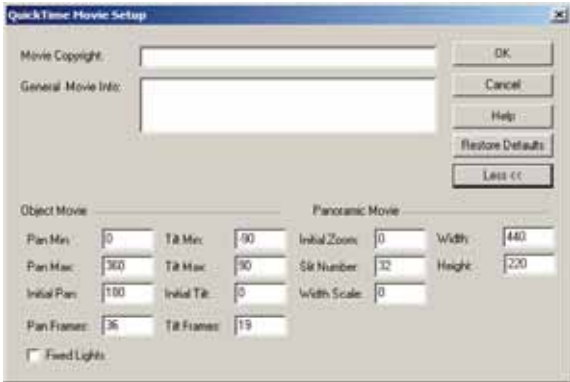 QuickTime Movie Setup
Movie Copyright:
OK
General Movie Info:
Cancel
Help
Restore Defaults
Less <<
Object Movie
Panoramic Movie
Pan Min: 0 Tilt Min: -90 Initial Zoom: 0 Width: 440
Pan Max: 360 Tilt Max: 90 Slit Number: 32 Height: 220
Initial Pan: 180 Initial Tilt: 0 Width Scale: 0
Pan Frames: 36 Tilt Frames: 19
Fixed Lights